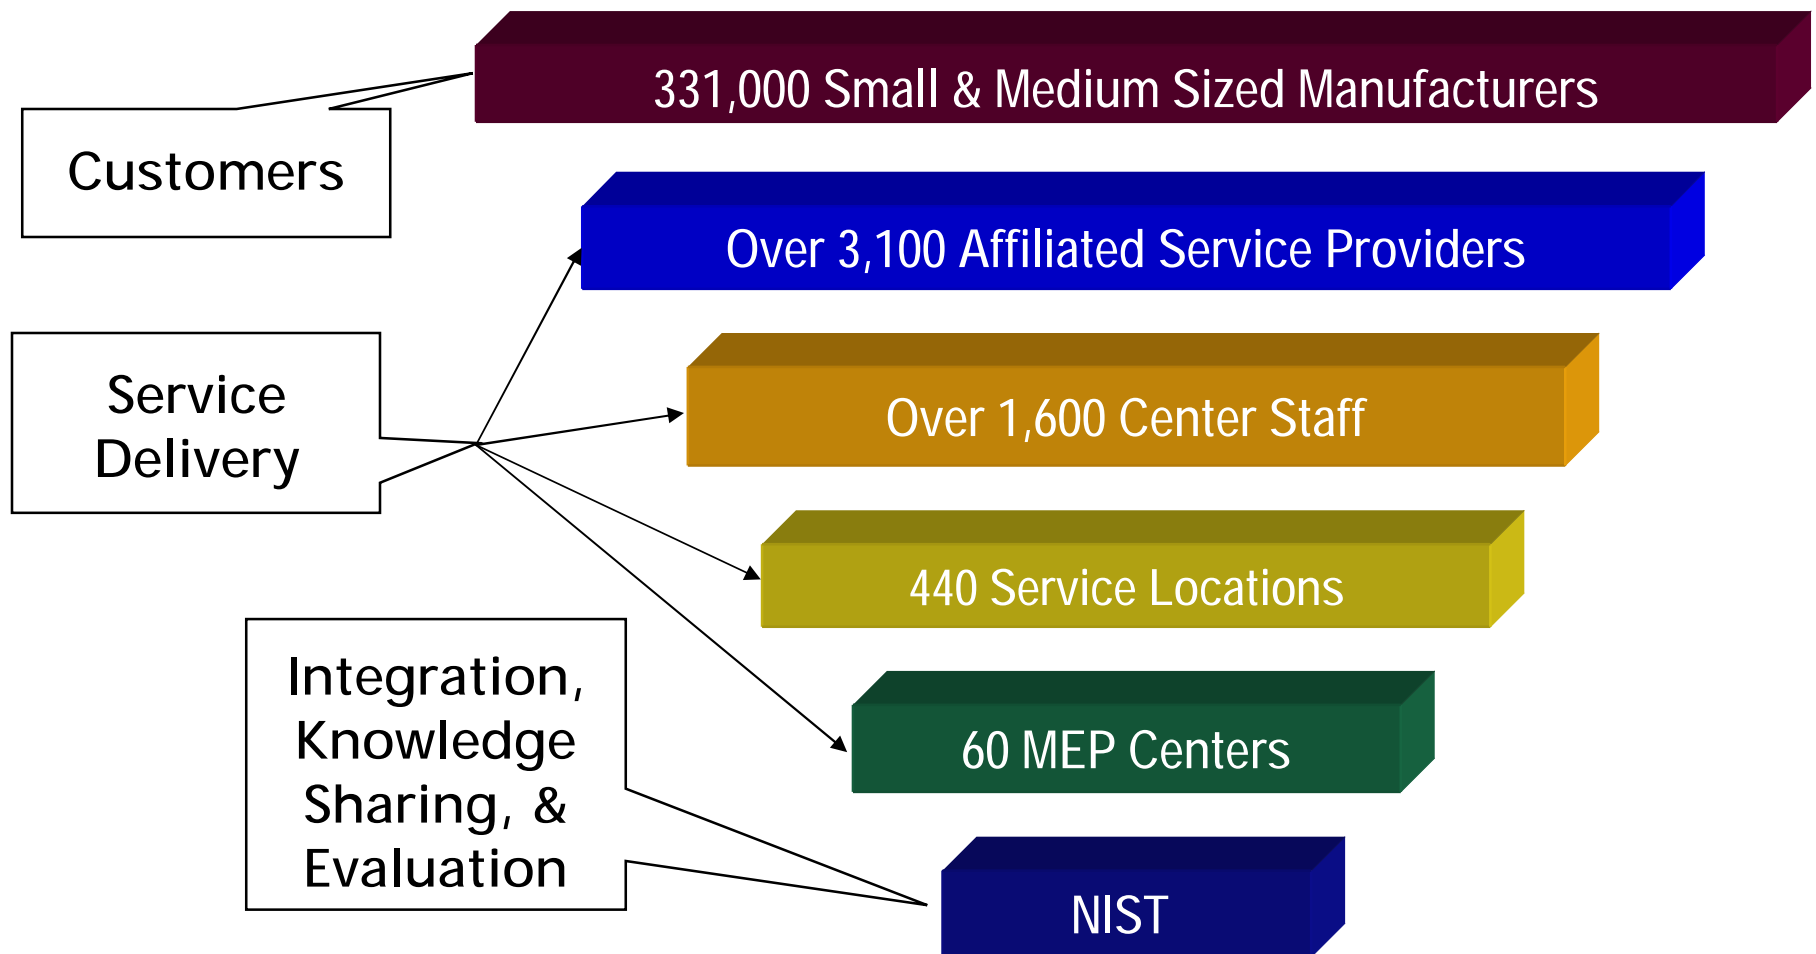 331,000 Small & Medium Sized Manufacturers
Customers
Over 3,100 Affiliated Service Providers
Service
Delivery
Over 1,600 Center Staff
440 Service Locations
Integration,
Knowledge
Sharing, &
Evaluation
60 MEP Centers
NIST